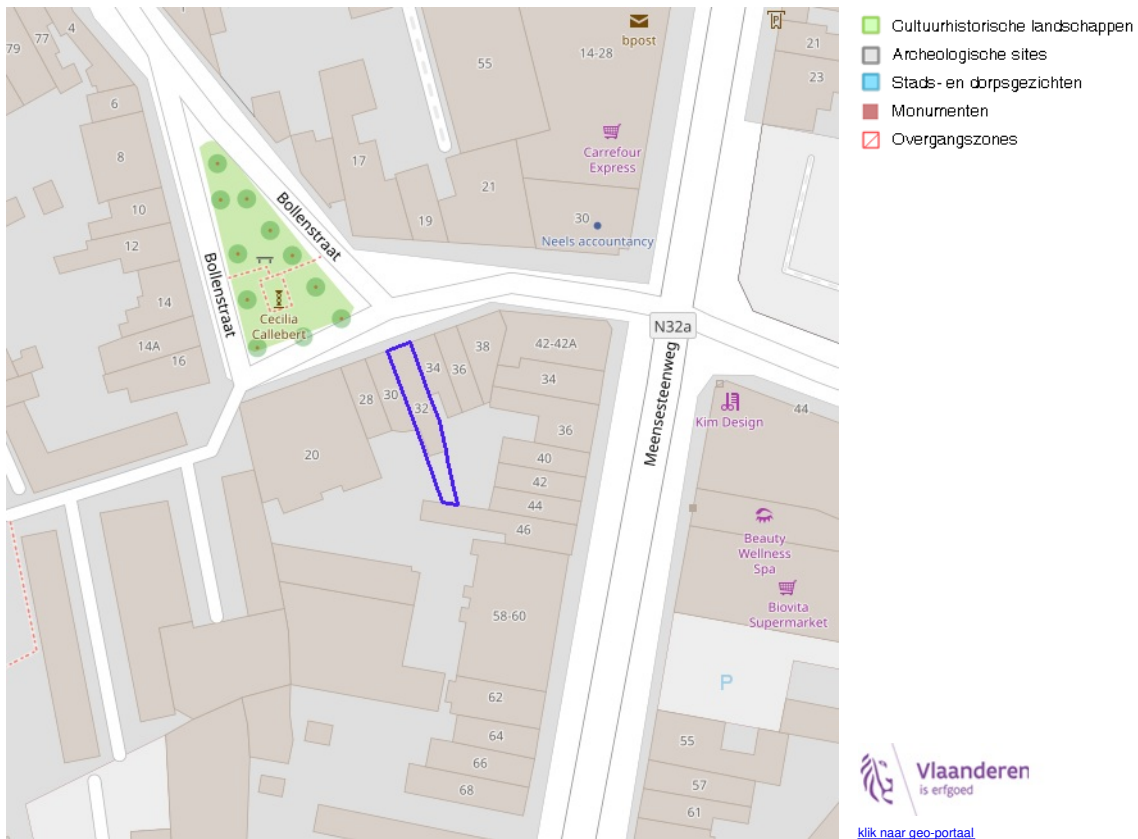 4
77
79
6
8
10
12
14
14A
16
17
19
21
55
14-28
bpost
P
21
23
Carrefour
Express
30
Neels accountancy
Bollenstraat
Bollenstraat
Cecilia
Callebert
N32a
Meensesteenweg
20
28
30
32
34
36
38
42-42A
34
36
40
42
44
46
58-60
62
64
66
68
44
Kim Design
Beauty
Wellness
Spa
Biovita
Supermarket
P
55
57
61
Cultuurhistorische landschappen
Archeologische sites
Stads- en dorpsgezichten
Monumenten
Overgangszones
Vlaanderen
is erfgoed
klik naar geo-portaal